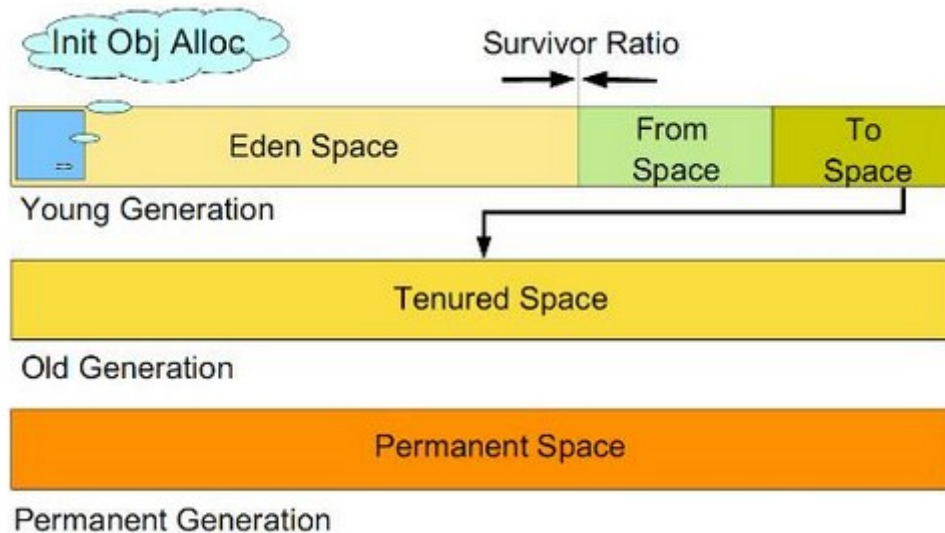 Init Obj Alloc
Survivor Ratio
Eden Space
From
Space
To
Space
Young Generation
Tenured Space
Old Generation
Permanent Space
Permanent Generation